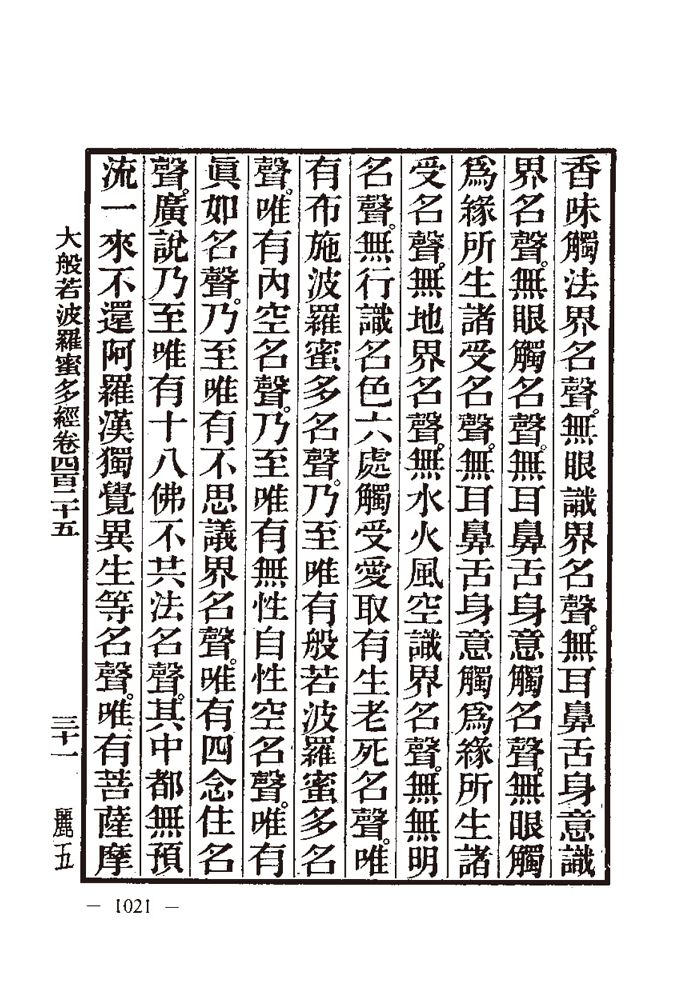 香味觸法界名聲。無眼識界名聲。無耳鼻舌身意識
界名聲。無眼觸名聲。無耳鼻舌身意觸名聲。無眼觸
爲緣所生諸受名聲。無耳鼻舌身意觸爲緣所生諸
受名聲。無地界名聲。無水火風空識界名聲。無無明
名聲。無行識名色六處觸受愛取有生老死名聲。唯
有布施波羅蜜多名聲。乃至唯有般若波羅蜜多名
聲。唯有內空名聲。乃至唯有無性自性空名聲。唯有
眞如名聲。乃至唯有不思議界名聲。唯有四念住名
聲。廣說乃至唯有十八佛不共法名聲。其中都無預
流一來不還阿羅漢獨覺異生等名聲。唯有菩薩摩
大般若波羅蜜多經卷四百二十五 三十一 麗五
— 1021 —